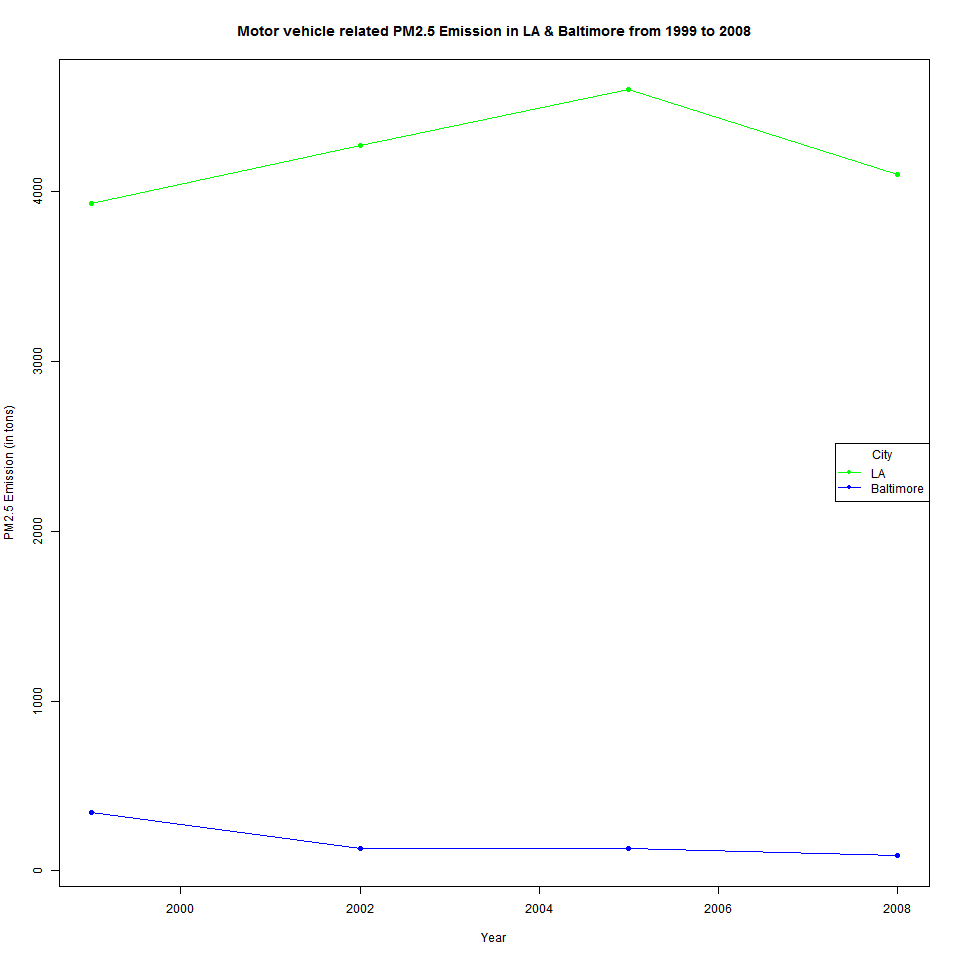 Motor vehicle related PM2.5 Emission in LA & Baltimore from 1999 to 2008
PM2.5 Emission (in tons)
4000
3000
2000
1000
0
City
LA
Baltimore
2000 2002 2004 2006 2008
Year